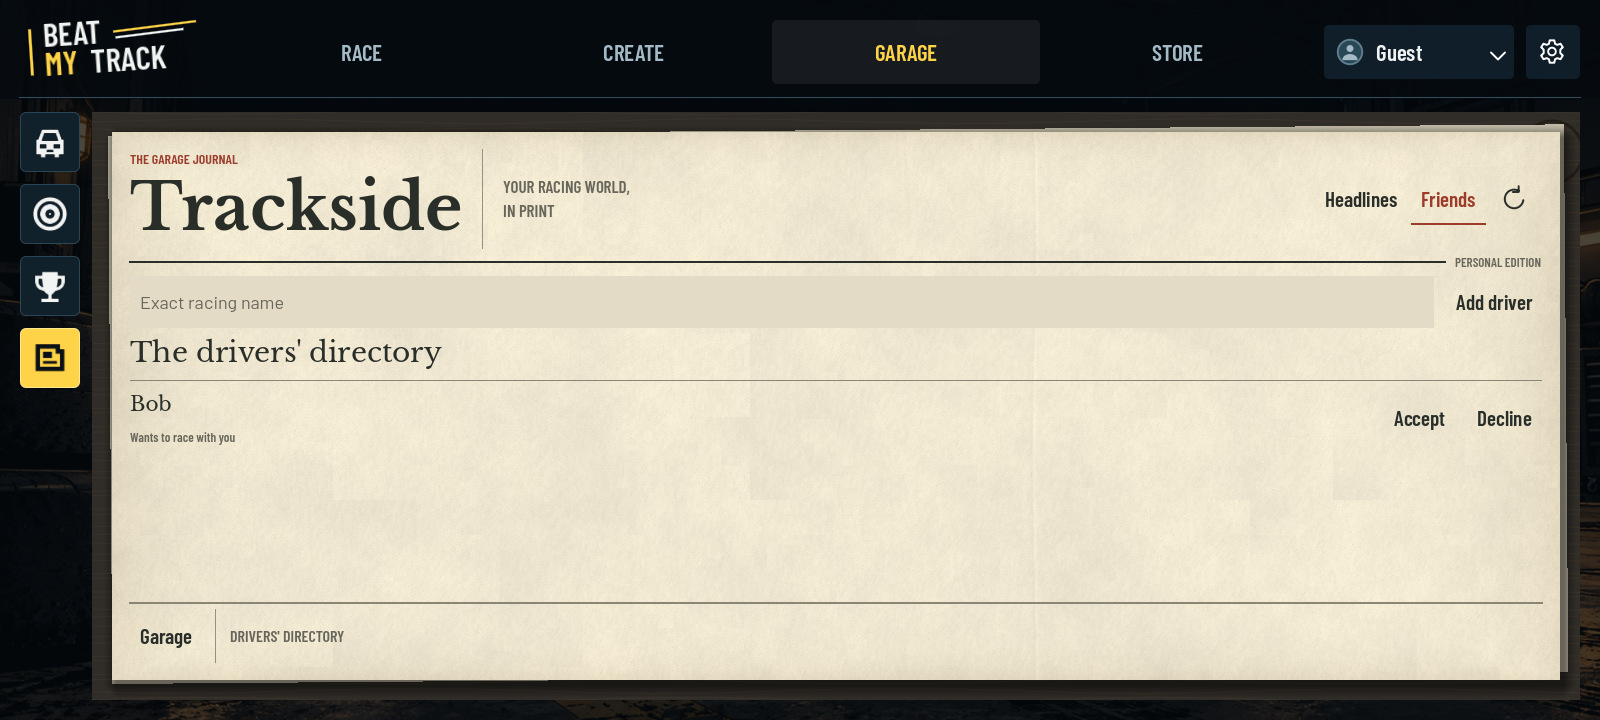 BEAT
MY TRACK
RACE
CREATE
GARAGE
STORE
Guest
THE GARAGE JOURNAL
Trackside
YOUR RACING WORLD,
IN PRINT
Headlines
Friends
PERSONAL EDITION
Exact racing name
Add driver
The drivers' directory
Bob
Wants to race with you
Accept
Decline
Garage
DRIVERS' DIRECTORY